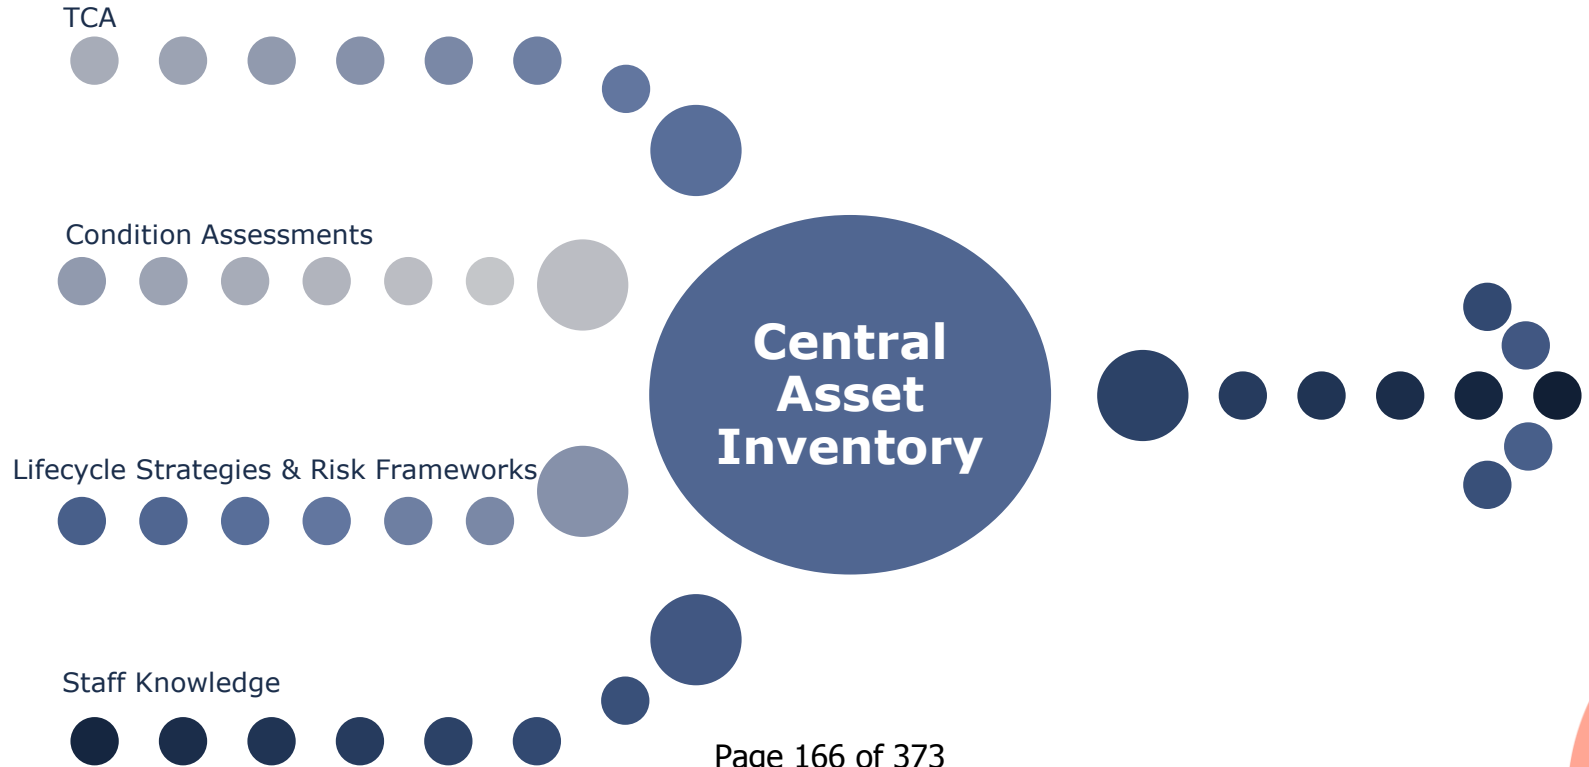 TCA
Condition Assessments
Central
Asset
Inventory
Lifecycle Strategies & Risk Frameworks
Staff Knowledge
Page 166 of 373